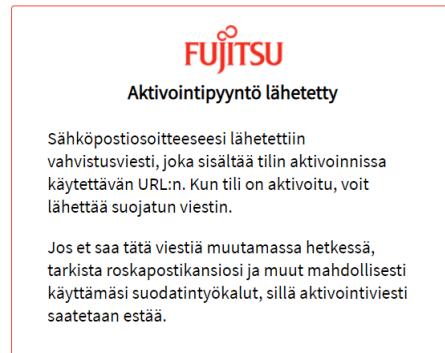 FUJITSU
Aktivointipyyntö lähetetty
Sähköpostiosoitteeseesi lähetettiin
vahvistusviesti, joka sisältää tilin aktivoinnissa
käytettävän URL:n. Kun tili on aktivoitu, voit
lähettää suojatun viestin.
Jos et saa tätä viestiä muutamassa hetkessä,
tarkista roskapostikansiosi ja muut mahdollisesti
käyttämäsi suodatintyökalut, sillä aktivointiviesti
saatetaan estää.